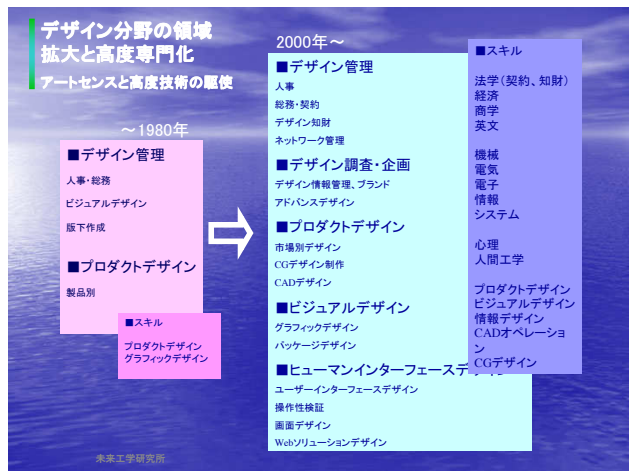 デザイン分野の領域
拡大と高度専門化
アートセンスと高度技術の駆使
～1980年
■デザイン管理
人事・総務
ビジュアルデザイン
版下作成
■プロダクトデザイン
製品別
■スキル
プロダクトデザイン
グラフィックデザイン
2000年～
■デザイン管理
人事
総務・契約
デザイン知財
ネットワーク管理
■デザイン調査・企画
デザイン情報管理、ブランド
アドバンスデザイン
■プロダクトデザイン
市場別デザイン
CGデザイン制作
CADデザイン
■ビジュアルデザイン
グラフィックデザイン
パッケージデザイン
■ヒューマンインターフェースデザイン
ユーザーインターフェースデザイン
操作性検証
画面デザイン
Webソリューションデザイン
■スキル
法学（契約、知財）
経済
商学
英文
機械
電気
電子
情報
システム
心理
人間工学
プロダクトデザイン
ビジュアルデザイン
情報デザイン
CADオペレーショ
ン
CGデザイン
未来工学研究所